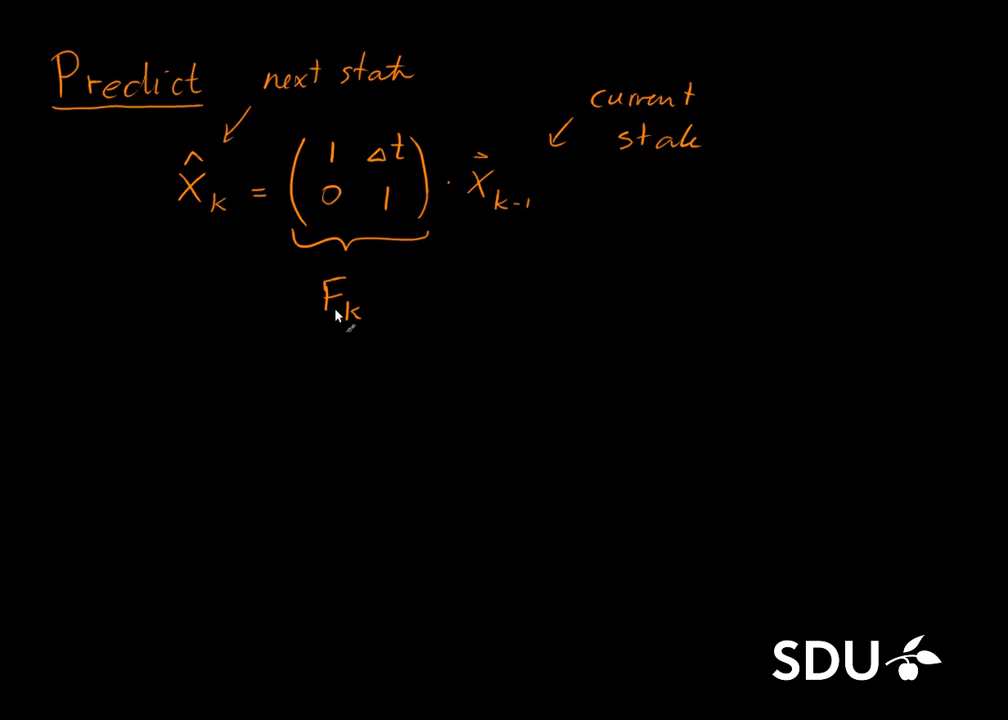 Predict
next state
current
state
x̂ₖ = ( 1 Δt ; 0 1 ) · x⃗ₖ₋₁
Fₖ
SDU